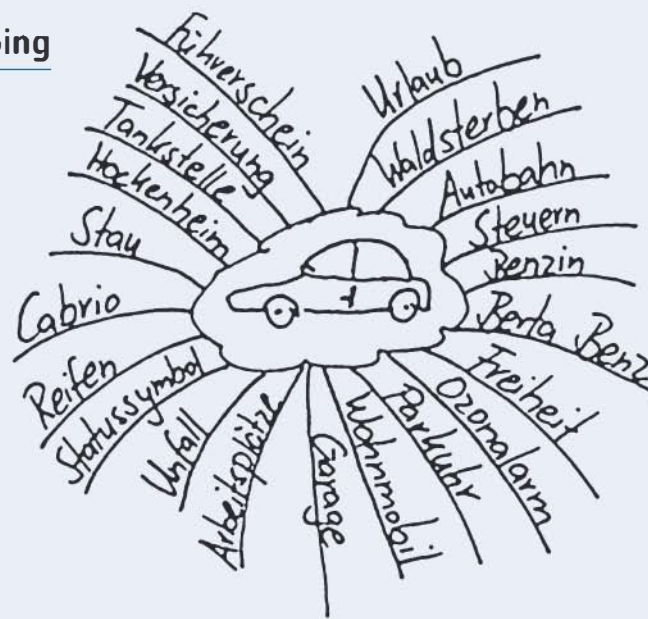 ing
Führerschein
Versicherung
Tankstelle
Hockenheim
Stau
Cabrio
Reifen
Statussymbol
Unfall
Arbeitsplätze
Garage
Wohnmobil
Parkuhr
Ozonalarm
Freiheit
Berta Benz
Benzin
Steuern
Autobahn
Waldsterben
Urlaub